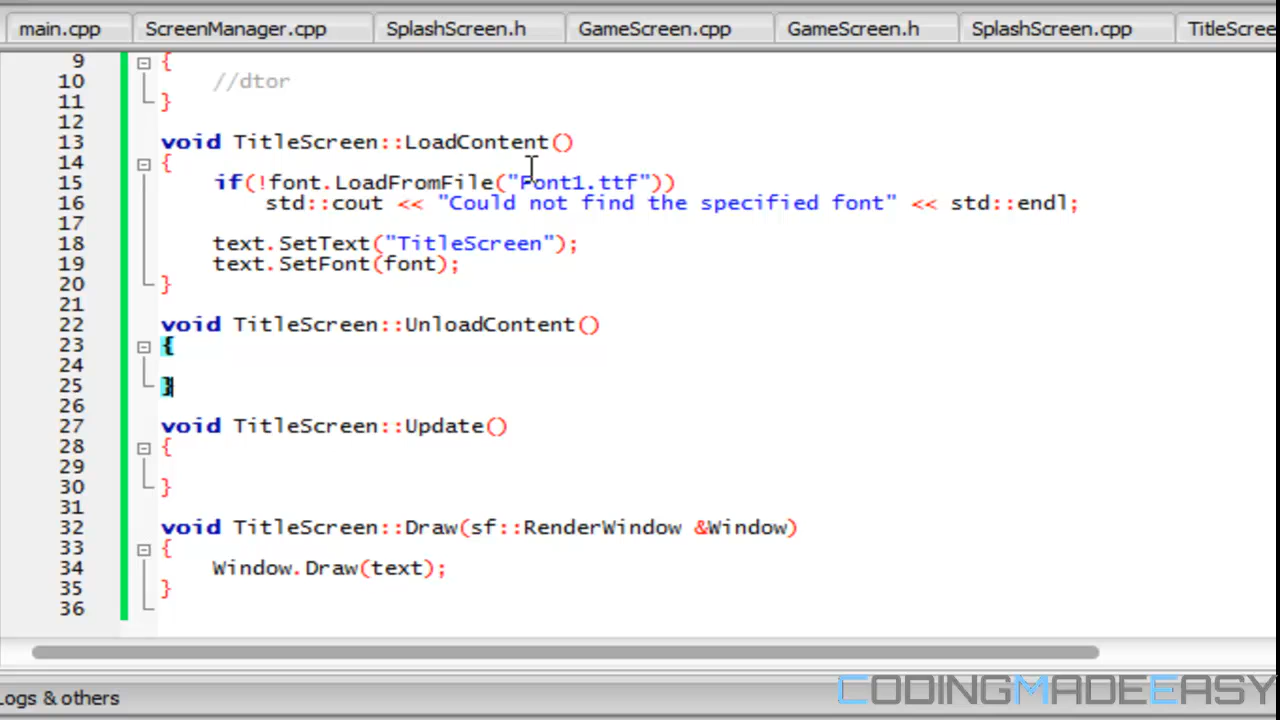 main.cpp ScreenManager.cpp SplashScreen.h GameScreen.cpp GameScreen.h SplashScreen.cpp TitleScree
9 {
10 //dtor
11 }
12
13 void TitleScreen::LoadContent()
14 {
15 if(!font.LoadFromFile("Font1.ttf"))
16 std::cout << "Could not find the specified font" << std::endl;
17
18 text.SetText("TitleScreen");
19 text.SetFont(font);
20 }
21
22 void TitleScreen::UnloadContent()
23 {
24
25 }
26
27 void TitleScreen::Update()
28 {
29
30 }
31
32 void TitleScreen::Draw(sf::RenderWindow &Window)
33 {
34 Window.Draw(text);
35 }
36
Logs & others
CODINGMADEEASY